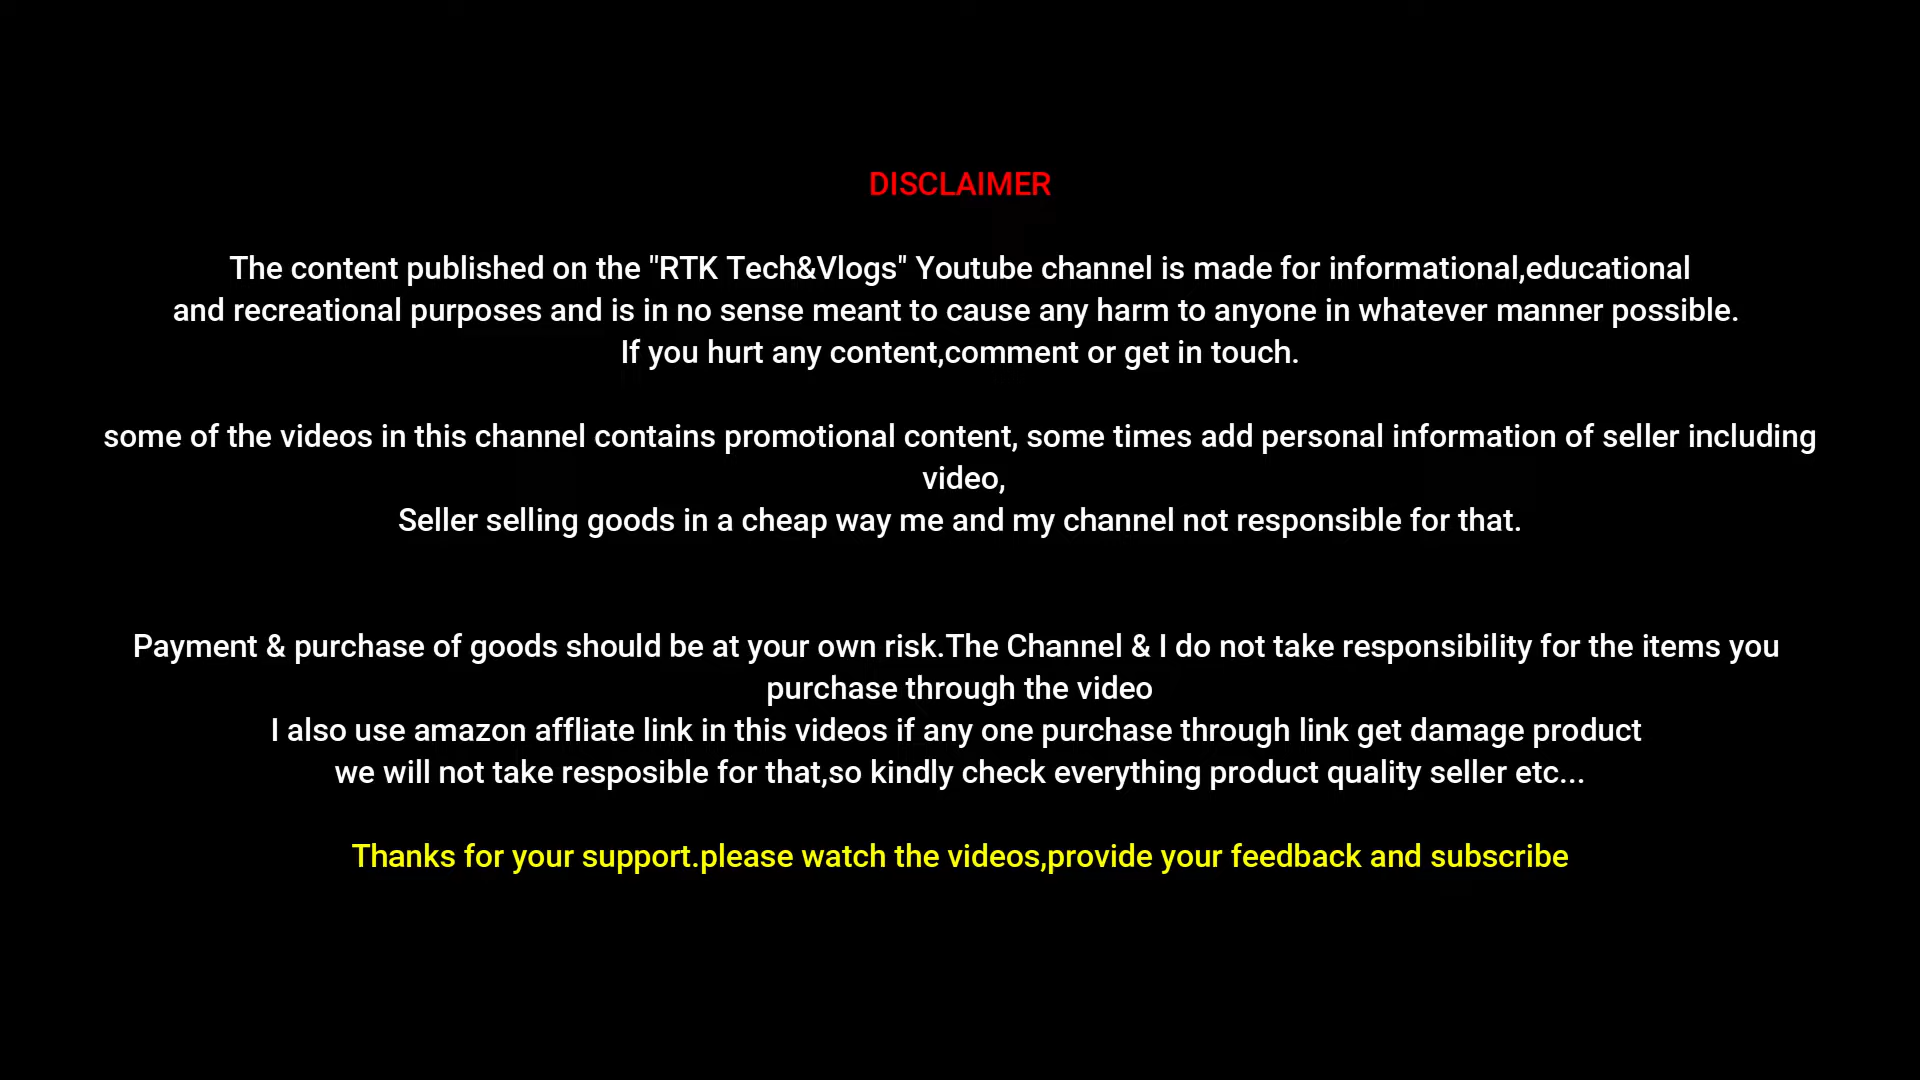 DISCLAIMER
The content published on the "RTK Tech&Vlogs" Youtube channel is made for informational,educational
and recreational purposes and is in no sense meant to cause any harm to anyone in whatever manner possible.
If you hurt any content,comment or get in touch.
some of the videos in this channel contains promotional content, some times add personal information of seller including
video,
Seller selling goods in a cheap way me and my channel not responsible for that.
Payment & purchase of goods should be at your own risk.The Channel & I do not take responsibility for the items you
purchase through the video
I also use amazon affliate link in this videos if any one purchase through link get damage product
we will not take resposible for that,so kindly check everything product quality seller etc...
Thanks for your support.please watch the videos,provide your feedback and subscribe